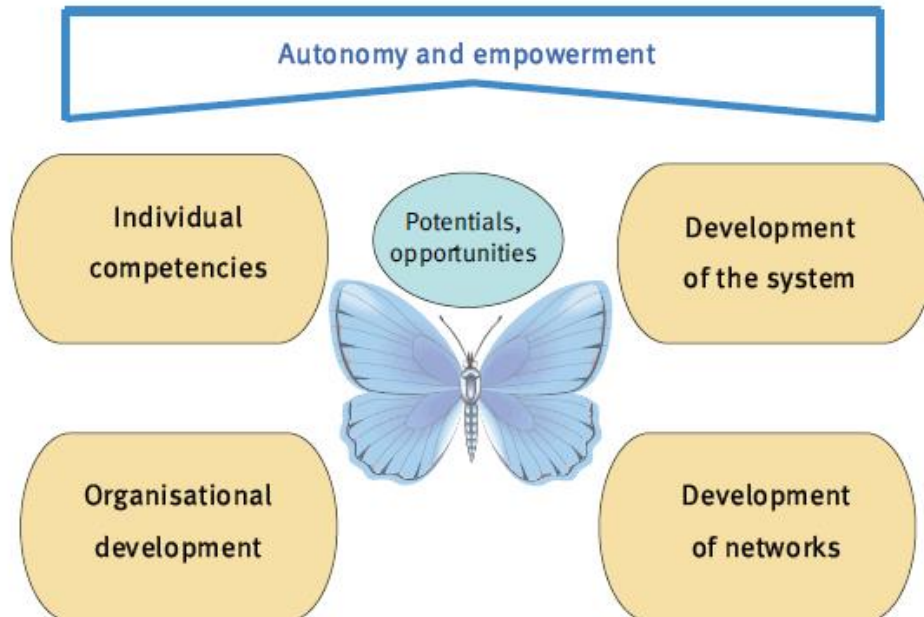 Autonomy and empowerment
Individual
competencies
Potentials,
opportunities
Development
of the system
Organisational
development
Development
of networks